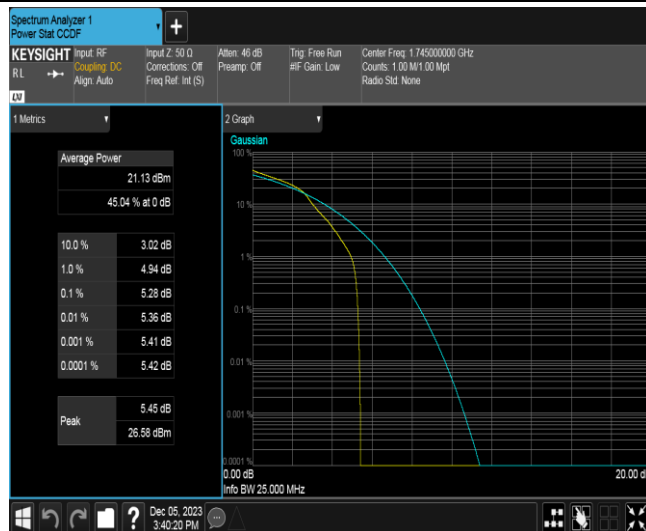 Spectrum Analyzer 1
Power Stat CCDF
+
KEYSIGHT
RL
Input: RF
Coupling: DC
Align: Auto
Input Z: 50 Ω
Corrections: Off
Freq Ref: Int (S)
Atten: 46 dB
Preamp: Off
Trig: Free Run
#IF Gain: Low
Center Freq: 1.745000000 GHz
Counts: 1.00 M/1.00 Mpt
Radio Std: None
1 Metrics
Average Power
21.13 dBm
45.04 % at 0 dB
10.0 % 3.02 dB
1.0 % 4.94 dB
0.1 % 5.28 dB
0.01 % 5.36 dB
0.001 % 5.41 dB
0.0001 % 5.42 dB
Peak
5.45 dB
26.58 dBm
2 Graph
Gaussian
100 %
10 %
1 %
0.1 %
0.01 %
0.001 %
0.0001 %
0.00 dB
20.00 d
Info BW 25.000 MHz
?
Dec 05, 2023
3:40:20 PM